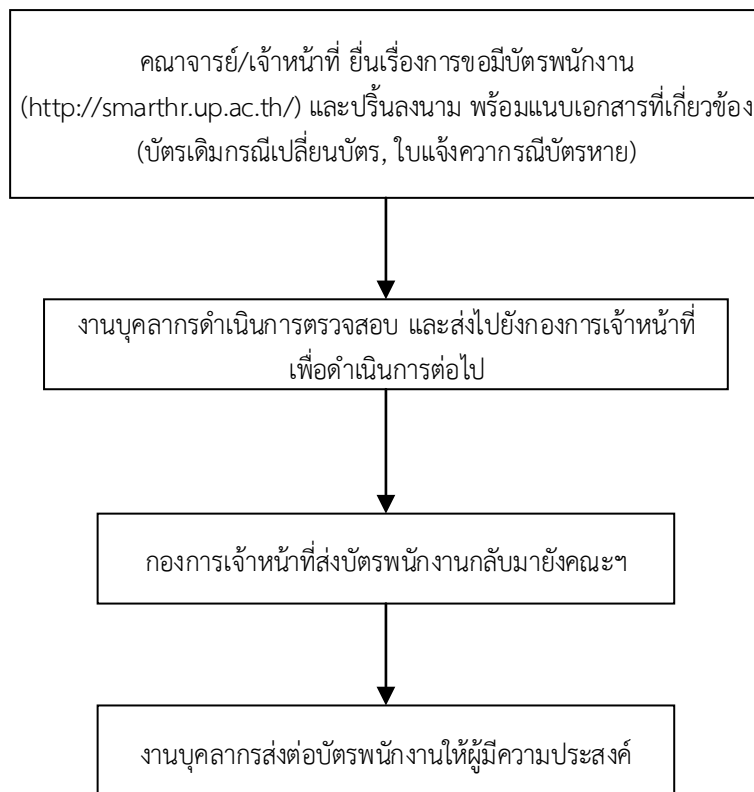 คณาจารย์/เจ้าหน้าที่ ยื่นเรื่องการขอมีบัตรพนักงาน
(http://smarthr.up.ac.th/) และปริ้นลงนาม พร้อมแนบเอกสารที่เกี่ยวข้อง
(บัตรเดิมกรณีเปลี่ยนบัตร, ใบแจ้งควากรณีบัตรหาย)
งานบุคลากรดำเนินการตรวจสอบ และส่งไปยังกองการเจ้าหน้าที่
เพื่อดำเนินการต่อไป
กองการเจ้าหน้าที่ส่งบัตรพนักงานกลับมายังคณะฯ
งานบุคลากรส่งต่อบัตรพนักงานให้ผู้มีความประสงค์